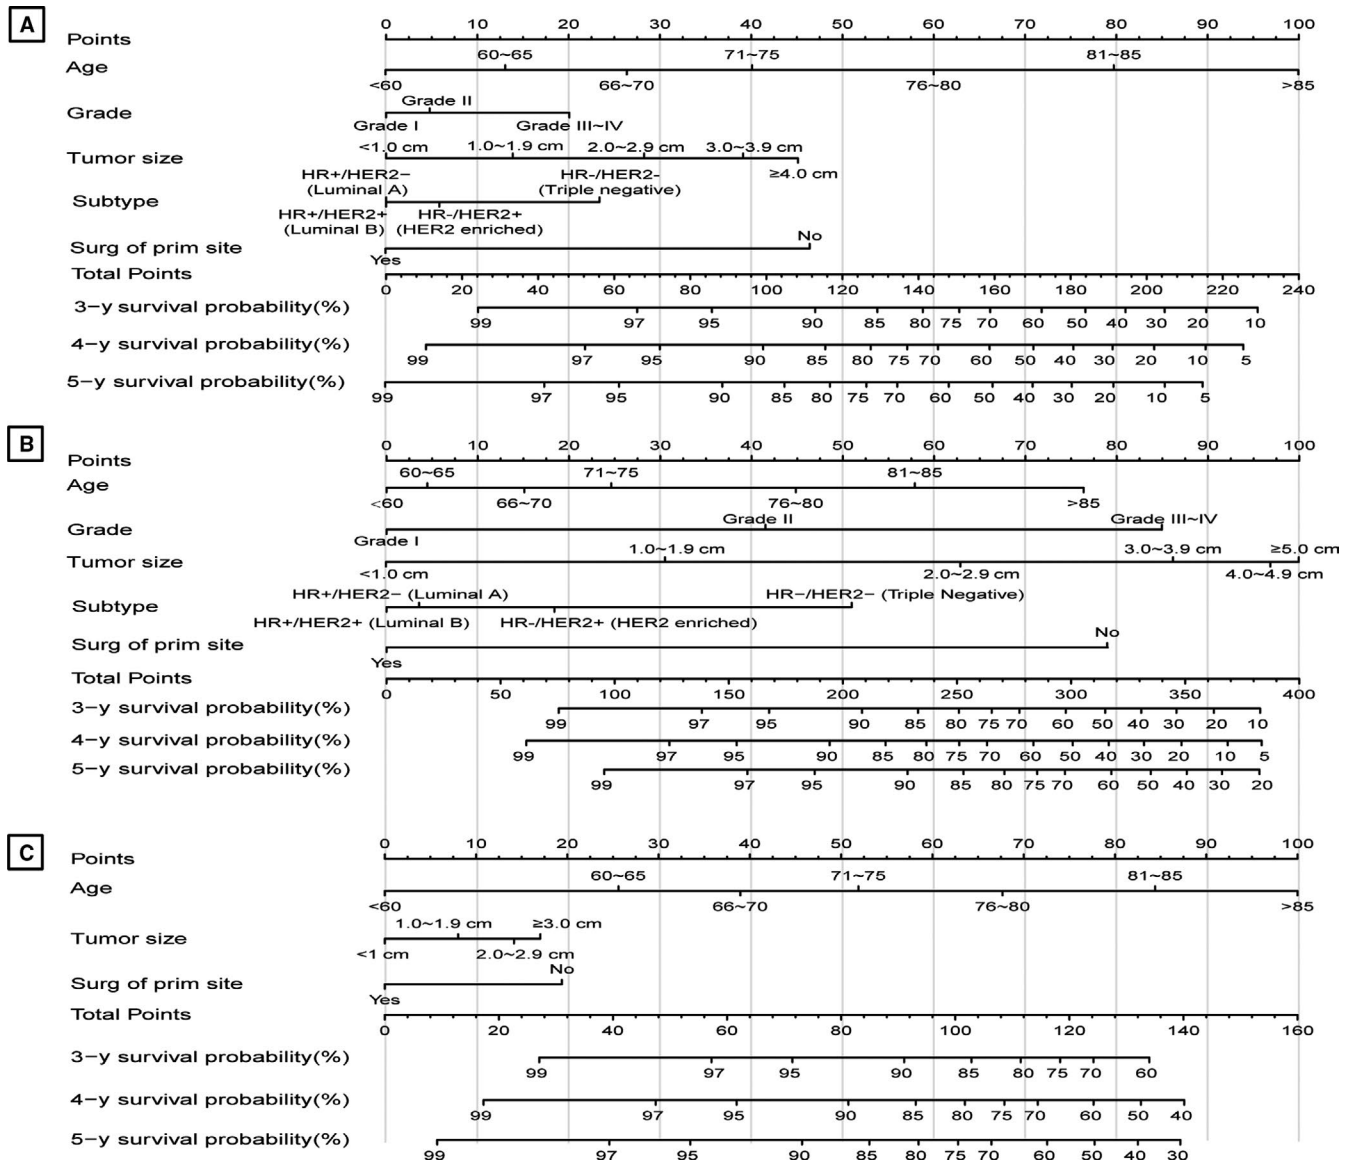 A
0 10 20 30 40 50 60 70 80 90 100
Points
60~65 71~75 81~85
Age
<60 66~70 76~80 >85
Grade II
Grade
Grade I Grade III~IV
<1.0 cm 1.0~1.9 cm 2.0~2.9 cm 3.0~3.9 cm
Tumor size
≥4.0 cm
HR+/HER2− HR-/HER2-
(Luminal A) (Triple negative)
Subtype
HR+/HER2+ HR-/HER2+
(Luminal B) (HER2 enriched)
No
Surg of prim site
Yes
Total Points
0 20 40 60 80 100 120 140 160 180 200 220 240
3−y survival probability(%)
99 97 95 90 85 80 75 70 60 50 40 30 20 10
4−y survival probability(%)
99 97 95 90 85 80 75 70 60 50 40 30 20 10 5
5−y survival probability(%)
99 97 95 90 85 80 75 70 60 50 40 30 20 10 5
B
0 10 20 30 40 50 60 70 80 90 100
Points
60~65 71~75 81~85
Age
<60 66~70 76~80 >85
Grade II Grade III~IV
Grade
Grade I
1.0~1.9 cm 3.0~3.9 cm ≥5.0 cm
Tumor size
<1.0 cm 2.0~2.9 cm 4.0~4.9 cm
HR+/HER2− (Luminal A) HR−/HER2− (Triple Negative)
Subtype
HR+/HER2+ (Luminal B) HR-/HER2+ (HER2 enriched)
No
Surg of prim site
Yes
Total Points
0 50 100 150 200 250 300 350 400
3-y survival probability(%)
99 97 95 90 85 80 75 70 60 50 40 30 20 10
4-y survival probability(%)
99 97 95 90 85 80 75 70 60 50 40 30 20 10 5
5-y survival probability(%)
99 97 95 90 85 80 75 70 60 50 40 30 20
C
0 10 20 30 40 50 60 70 80 90 100
Points
60~65 71~75 81~85
Age
<60 66~70 76~80 >85
1.0~1.9 cm ≥3.0 cm
Tumor size
<1 cm 2.0~2.9 cm
No
Surg of prim site
Yes
Total Points
0 20 40 60 80 100 120 140 160
3-y survival probability(%)
99 97 95 90 85 80 75 70 60
4-y survival probability(%)
99 97 95 90 85 80 75 70 60 50 40
5-y survival probability(%)
99 97 95 90 85 80 75 70 60 50 40 30